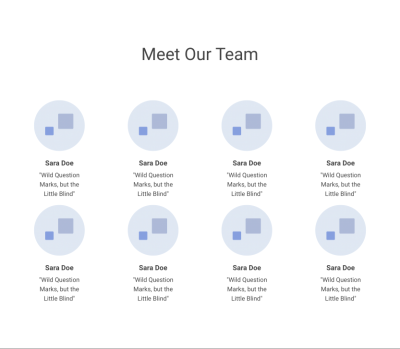 Meet Our Team
Sara Doe
"Wild Question
Marks, but the
Little Blind"
Sara Doe
"Wild Question
Marks, but the
Little Blind"
Sara Doe
"Wild Question
Marks, but the
Little Blind"
Sara Doe
"Wild Question
Marks, but the
Little Blind"
Sara Doe
"Wild Question
Marks, but the
Little Blind"
Sara Doe
"Wild Question
Marks, but the
Little Blind"
Sara Doe
"Wild Question
Marks, but the
Little Blind"
Sara Doe
"Wild Question
Marks, but the
Little Blind"